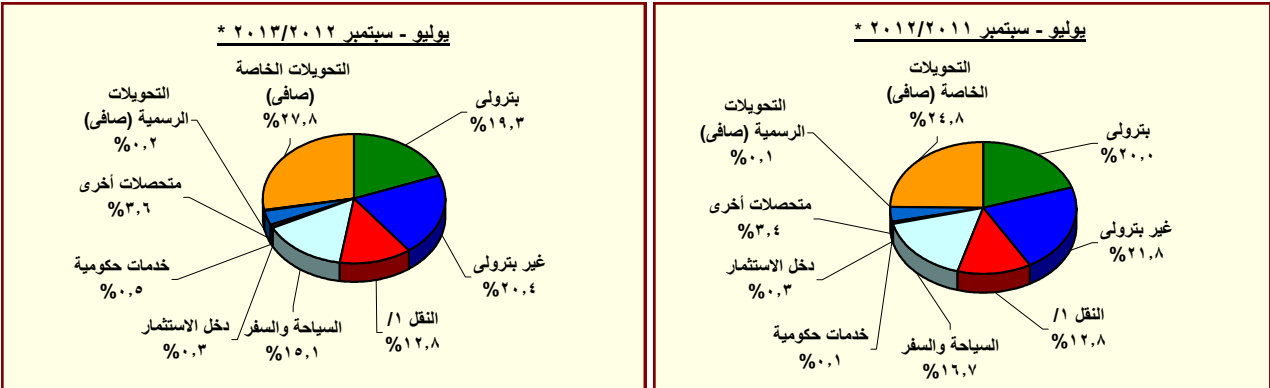 يوليو - سبتمبر ٢٠١٢/٢٠١١ *
التحويلات
الخاصة (صافى)
%٢٤,٨
بترولى
%٢٠,٠
غير بترولى
%٢١,٨
النقل ١/
%١٢,٨
السياحة والسفر
%١٦,٧
خدمات حكومية
%٠,١
دخل الاستثمار
%٠,٣
متحصلات أخرى
%٣,٤
التحويلات
الرسمية (صافى)
%٠,١
يوليو - سبتمبر ٢٠١٣/٢٠١٢ *
التحويلات الخاصة
(صافى)
%٢٧,٨
بترولى
%١٩,٣
غير بترولى
%٢٠,٤
النقل ١/
%١٢,٨
السياحة والسفر
%١٥,١
دخل الاستثمار
%٠,٣
خدمات حكومية
%٠,٥
متحصلات أخرى
%٣,٦
التحويلات
الرسمية (صافى)
%٠,٢